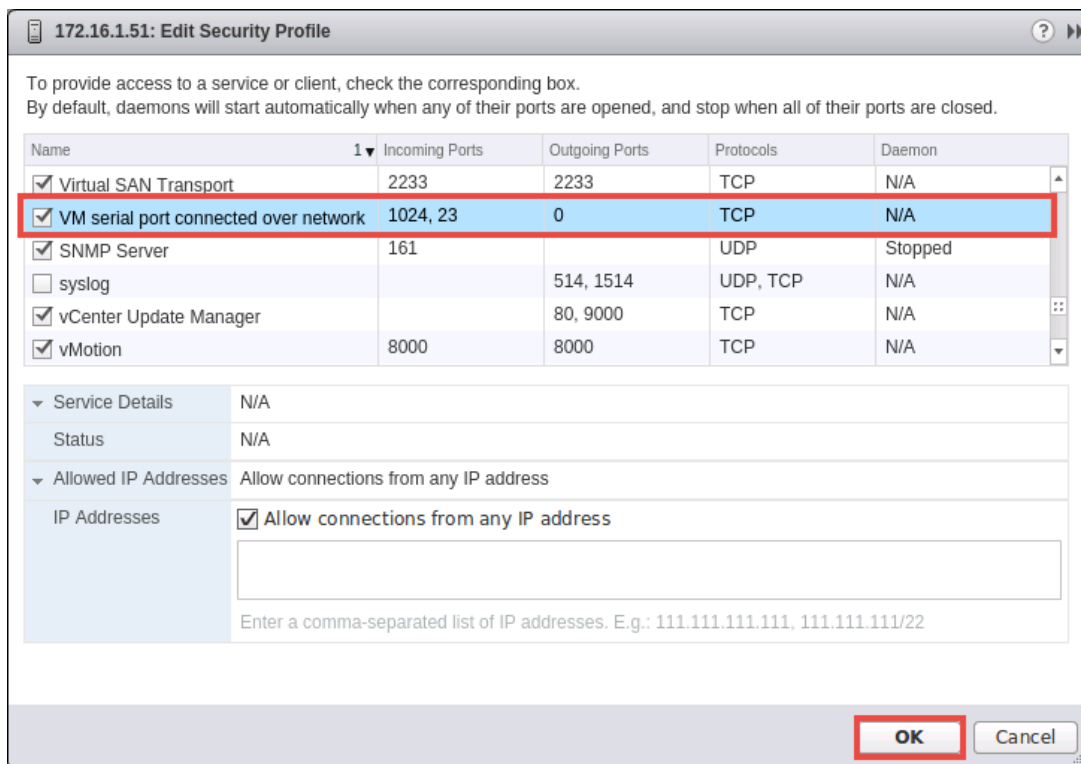 172.16.1.51: Edit Security Profile ?
To provide access to a service or client, check the corresponding box.
By default, daemons will start automatically when any of their ports are opened, and stop when all of their ports are closed.
Name 1 Incoming Ports Outgoing Ports Protocols Daemon
Virtual SAN Transport 2233 2233 TCP N/A
VM serial port connected over network 1024, 23 0 TCP N/A
SNMP Server 161 UDP Stopped
syslog 514, 1514 UDP, TCP N/A
vCenter Update Manager 80, 9000 TCP N/A
vMotion 8000 8000 TCP N/A
Service Details N/A
Status N/A
Allowed IP Addresses Allow connections from any IP address
IP Addresses Allow connections from any IP address
Enter a comma-separated list of IP addresses. E.g.: 111.111.111.111, 111.111.111/22
OK Cancel